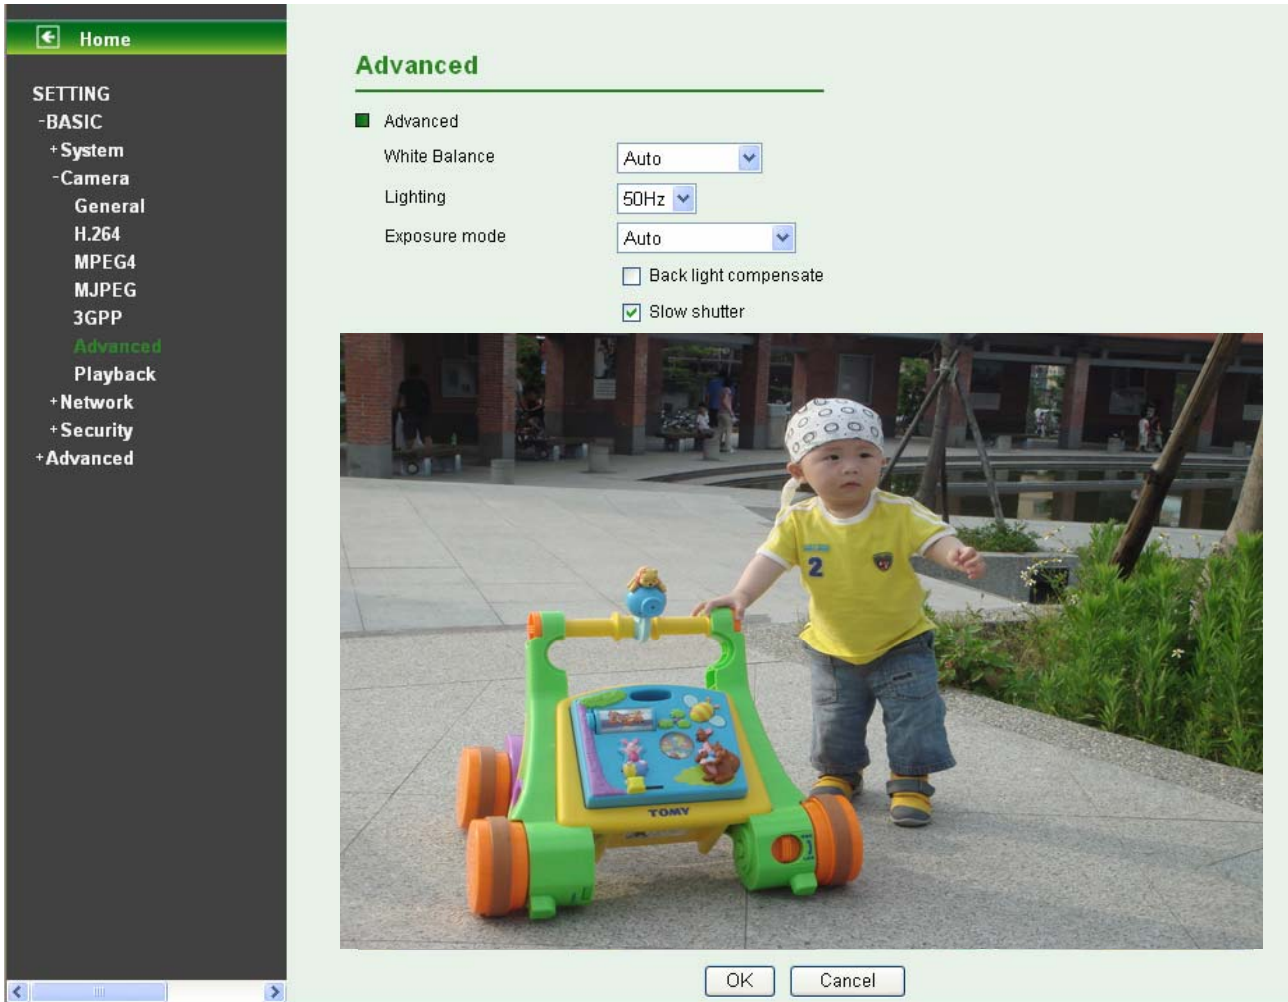 Home
SETTING
-BASIC
+System
-Camera
General
H.264
MPEG4
MJPEG
3GPP
Advanced
Playback
+Network
+Security
+Advanced
Advanced
Advanced
White Balance
Auto
Lighting
50Hz
Exposure mode
Auto
Back light compensate
Slow shutter
2
TOMY
OK
Cancel